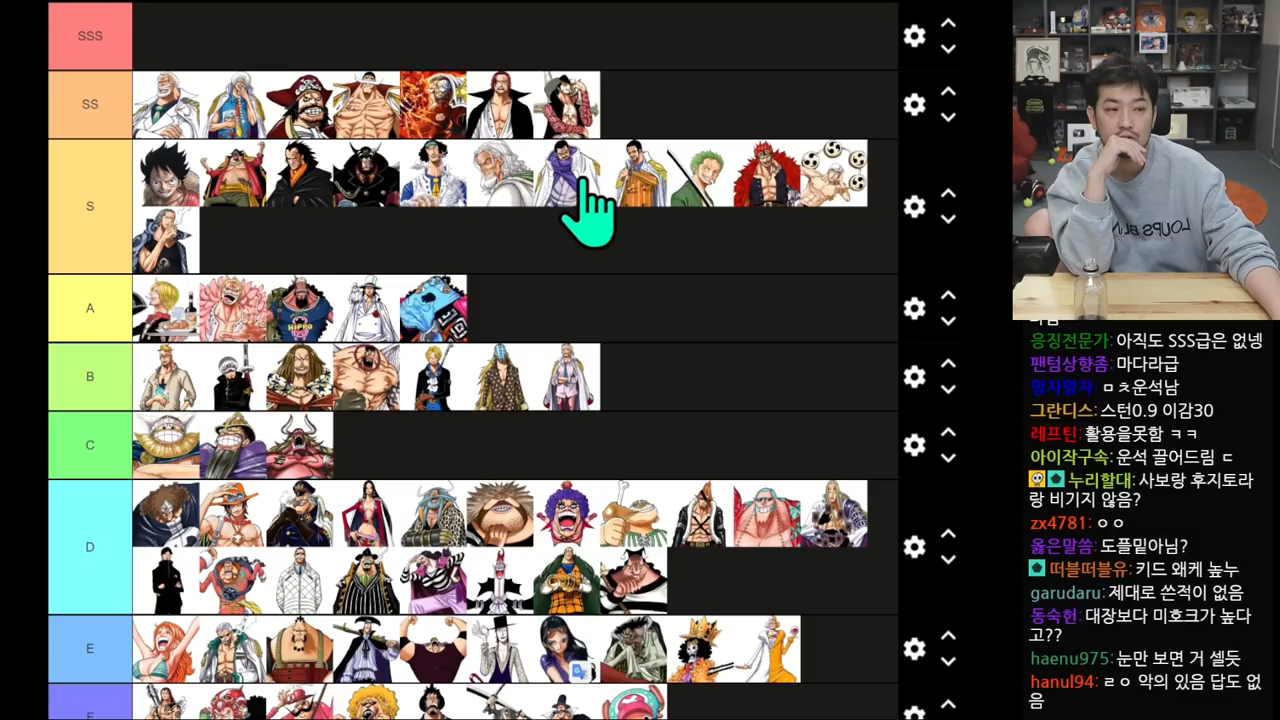 SSS
SS
S
A
B
C
D
E
F
HIPPO
LOUPS BLN
응징전문가: 아직도 SSS급은 없넹
팬텀상향좀: 마다라급
망자망자: ㅁㅊ운석남
그란디스: 스턴0.9 이감30
레프틴: 활용을못함 ㅋㅋ
아이작구속: 운석 끌어드림 ㄷ
누리할대: 사보랑 후지토라
랑 비기지 않음?
zx4781: ㅇㅇ
옳은말씀: 도플밑아님?
떠블떠블유: 키드 왜케 높누
garudaru: 제대로 쓴적이 없음
동숙현: 대장보다 미호크가 높다
고??
haenu975: 눈만 보면 거 셀듯
hanul94: ㄹㅇ 악의 있음 답도 없
음